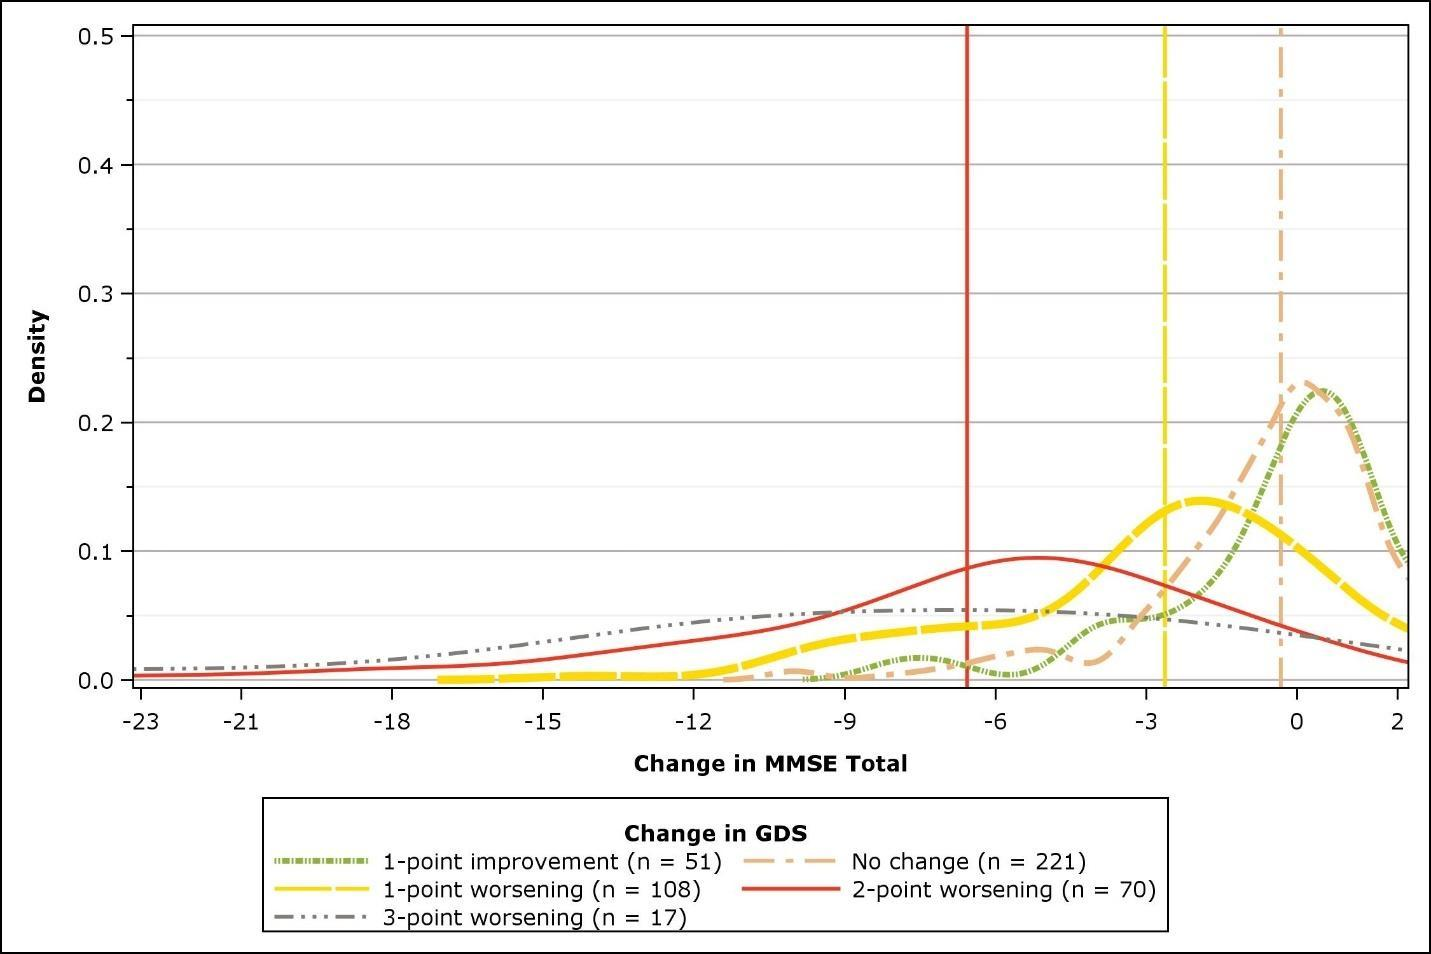 0.5
0.4
0.3
0.2
0.1
0.0
Density
-23 -21 -18 -15 -12 -9 -6 -3 0 2
Change in MMSE Total
Change in GDS
1-point improvement (n = 51) No change (n = 221)
1-point worsening (n = 108) 2-point worsening (n = 70)
3-point worsening (n = 17)